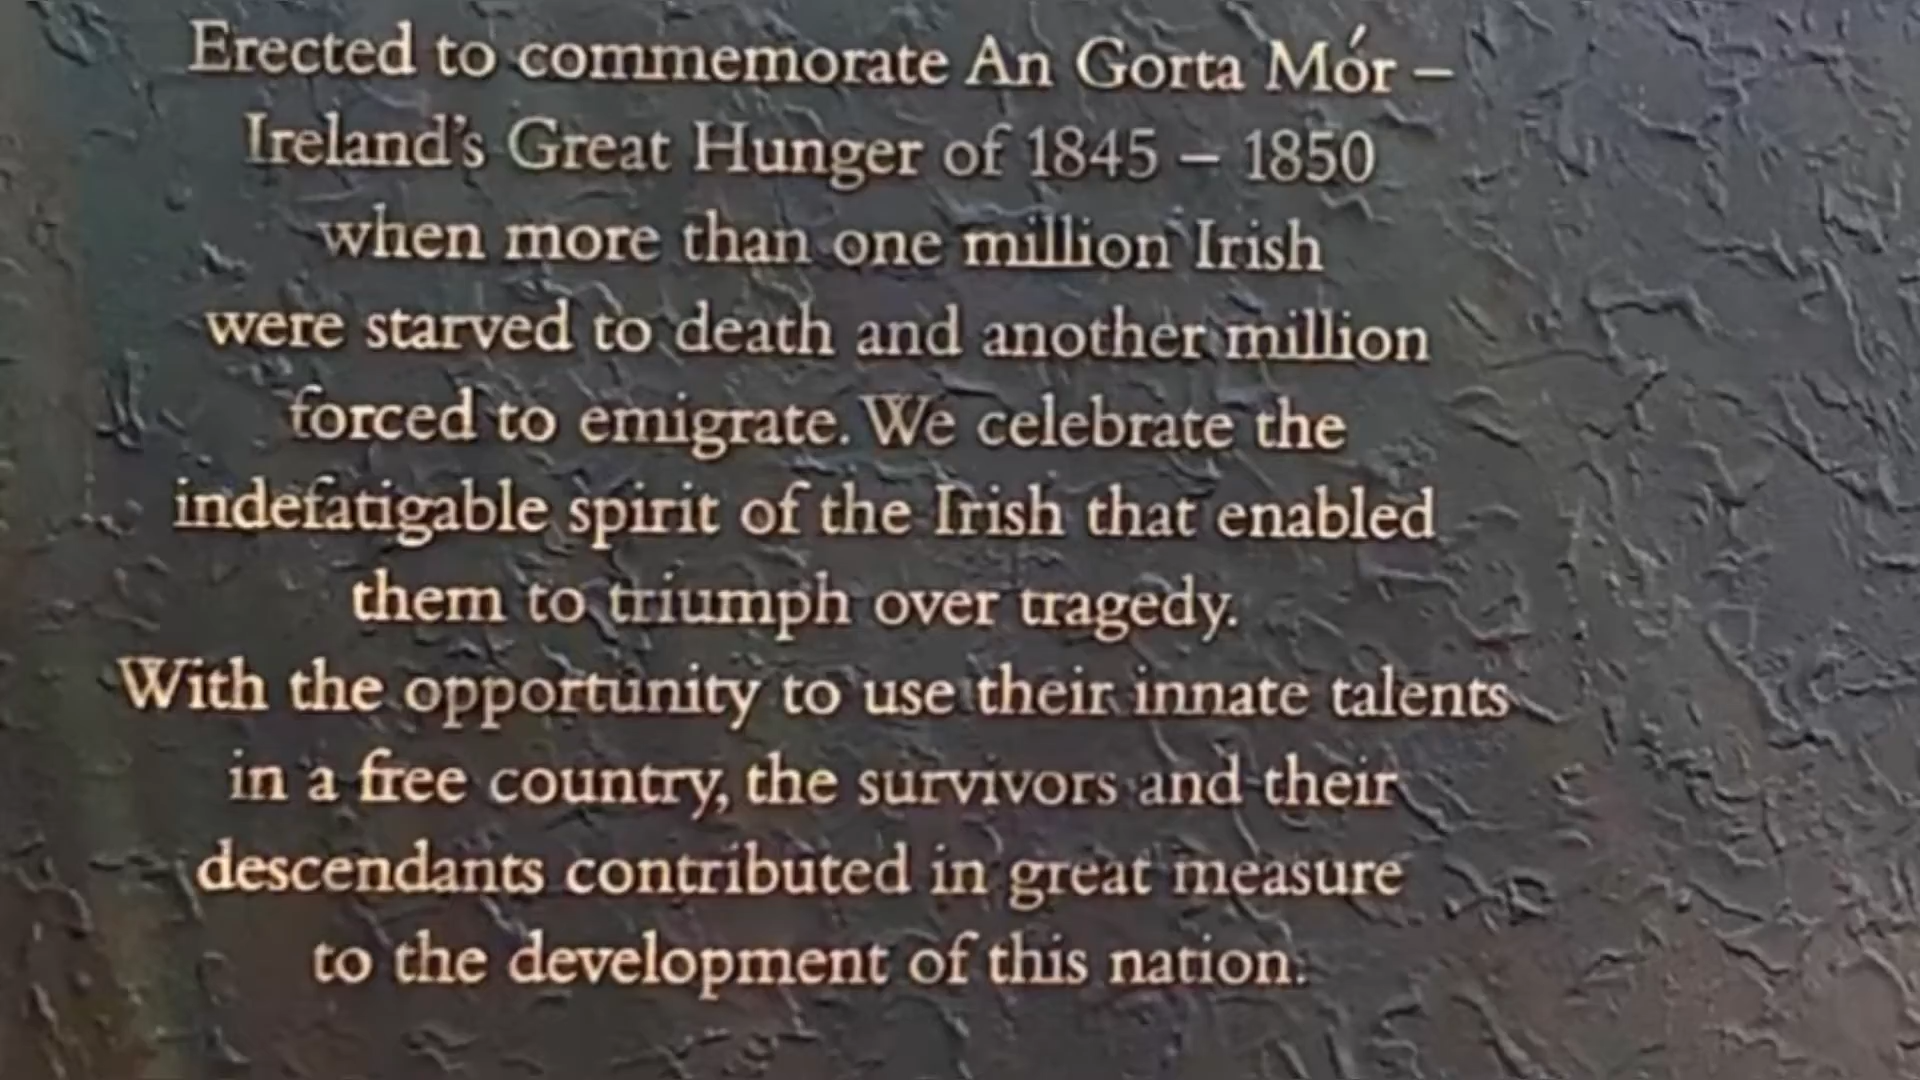 Erected to commemorate An Gorta Mór –
Ireland's Great Hunger of 1845 – 1850
when more than one million Irish
were starved to death and another million
forced to emigrate. We celebrate the
indefatigable spirit of the Irish that enabled
them to triumph over tragedy.
With the opportunity to use their innate talents
in a free country, the survivors and their
descendants contributed in great measure
to the development of this nation.